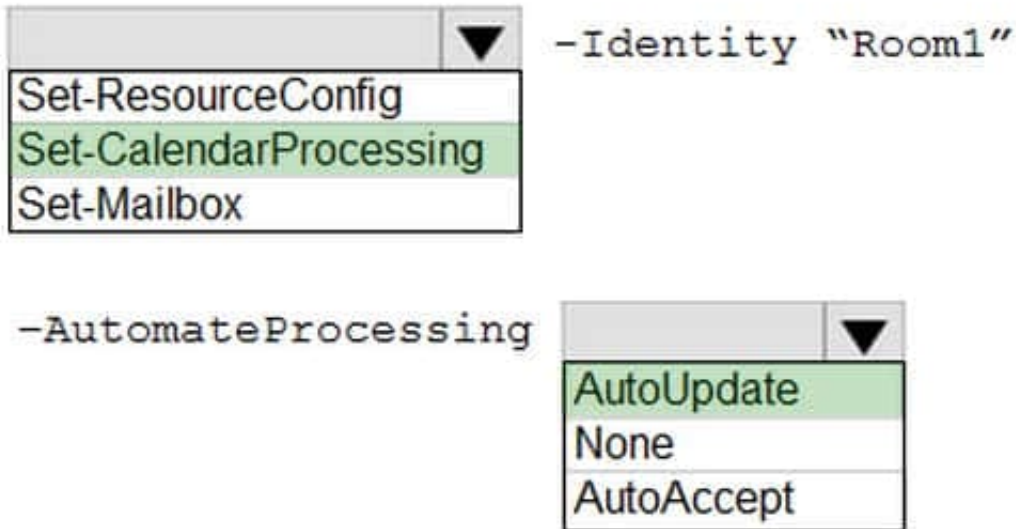 -Identity “Room1”
Set-ResourceConfig
Set-CalendarProcessing
Set-Mailbox
-AutomateProcessing
AutoUpdate
None
AutoAccept